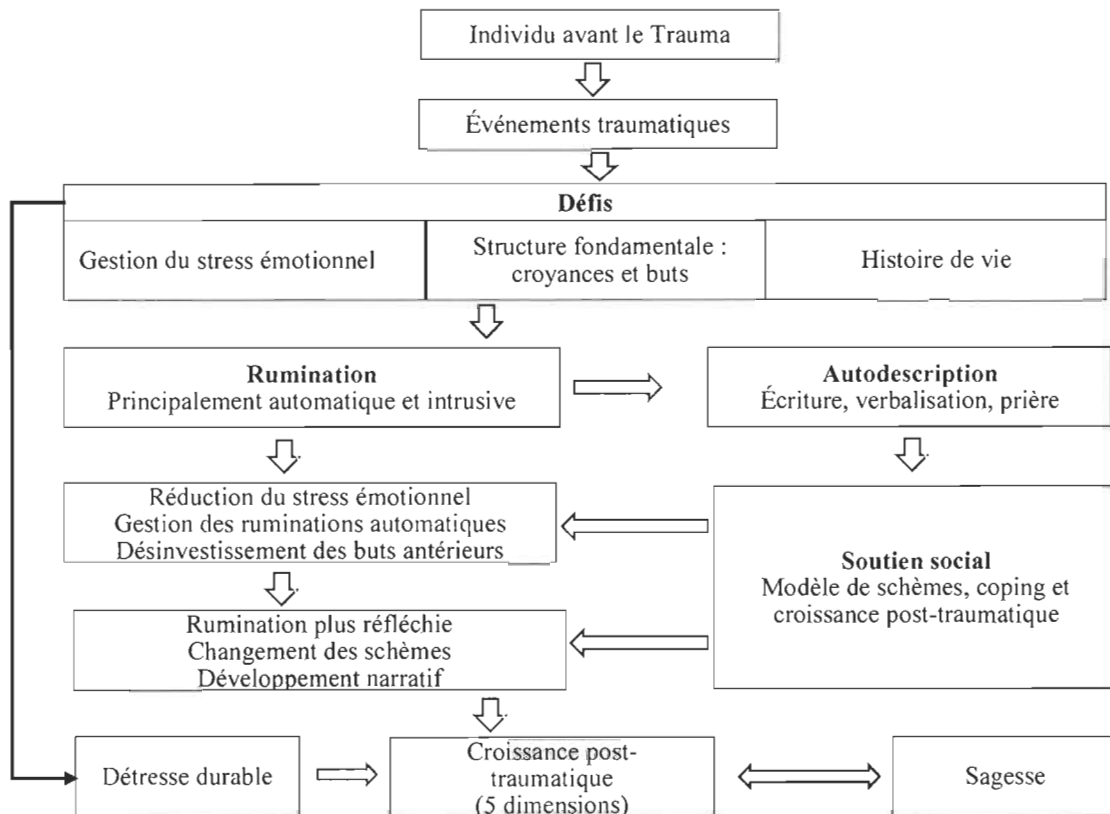 Individu avant le Trauma
Événements traumatiques
Défis
Gestion du stress émotionnel
Structure fondamentale :
croyances et buts
Histoire de vie
Rumination
Principalement automatique et intrusive
Autodescription
Écriture, verbalisation, prière
Réduction du stress émotionnel
Gestion des ruminations automatiques
Désinvestissement des buts antérieurs
Soutien social
Modèle de schèmes, coping et
croissance post-traumatique
Rumination plus réfléchie
Changement des schèmes
Développement narratif
Détresse durable
Croissance post-
traumatique
(5 dimensions)
Sagesse